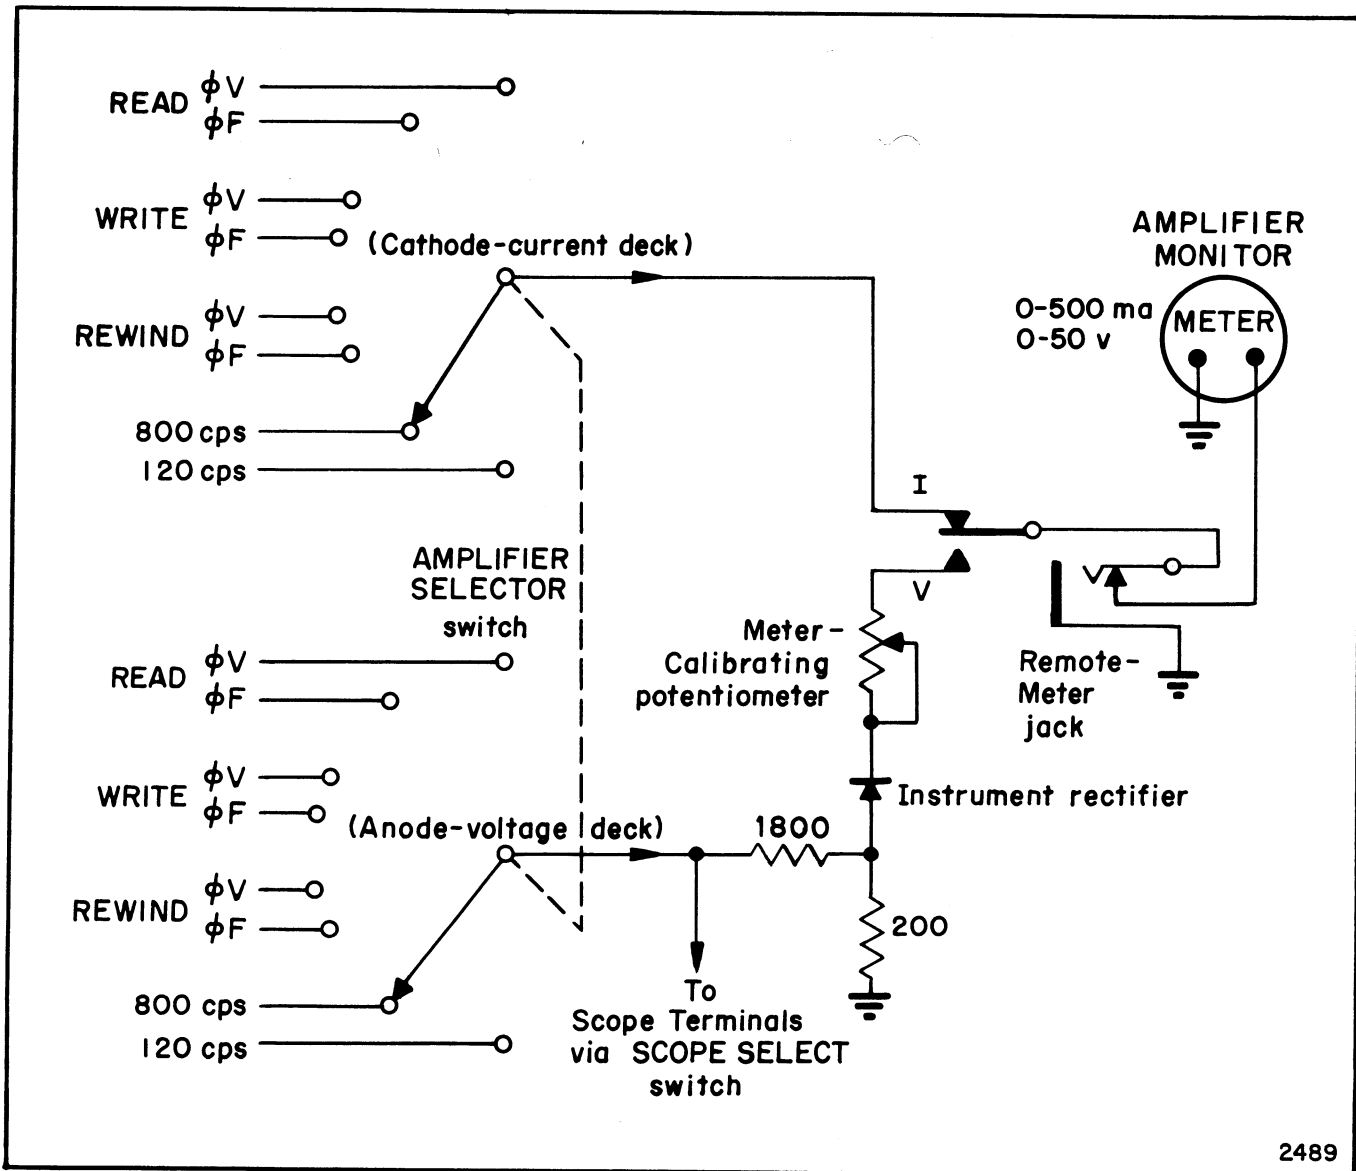 READ ϕV
ϕF
WRITE ϕV
ϕF
(Cathode-current deck)
REWIND ϕV
ϕF
800 cps
120 cps
AMPLIFIER
MONITOR
0-500 ma
0-50 v
METER
I
V
AMPLIFIER
SELECTOR
switch
Meter-
Calibrating
potentiometer
Remote-
Meter
jack
READ ϕV
ϕF
WRITE ϕV
ϕF
(Anode-voltage deck)
REWIND ϕV
ϕF
800 cps
120 cps
Instrument rectifier
1800
200
To
Scope Terminals
via SCOPE SELECT
switch
2489